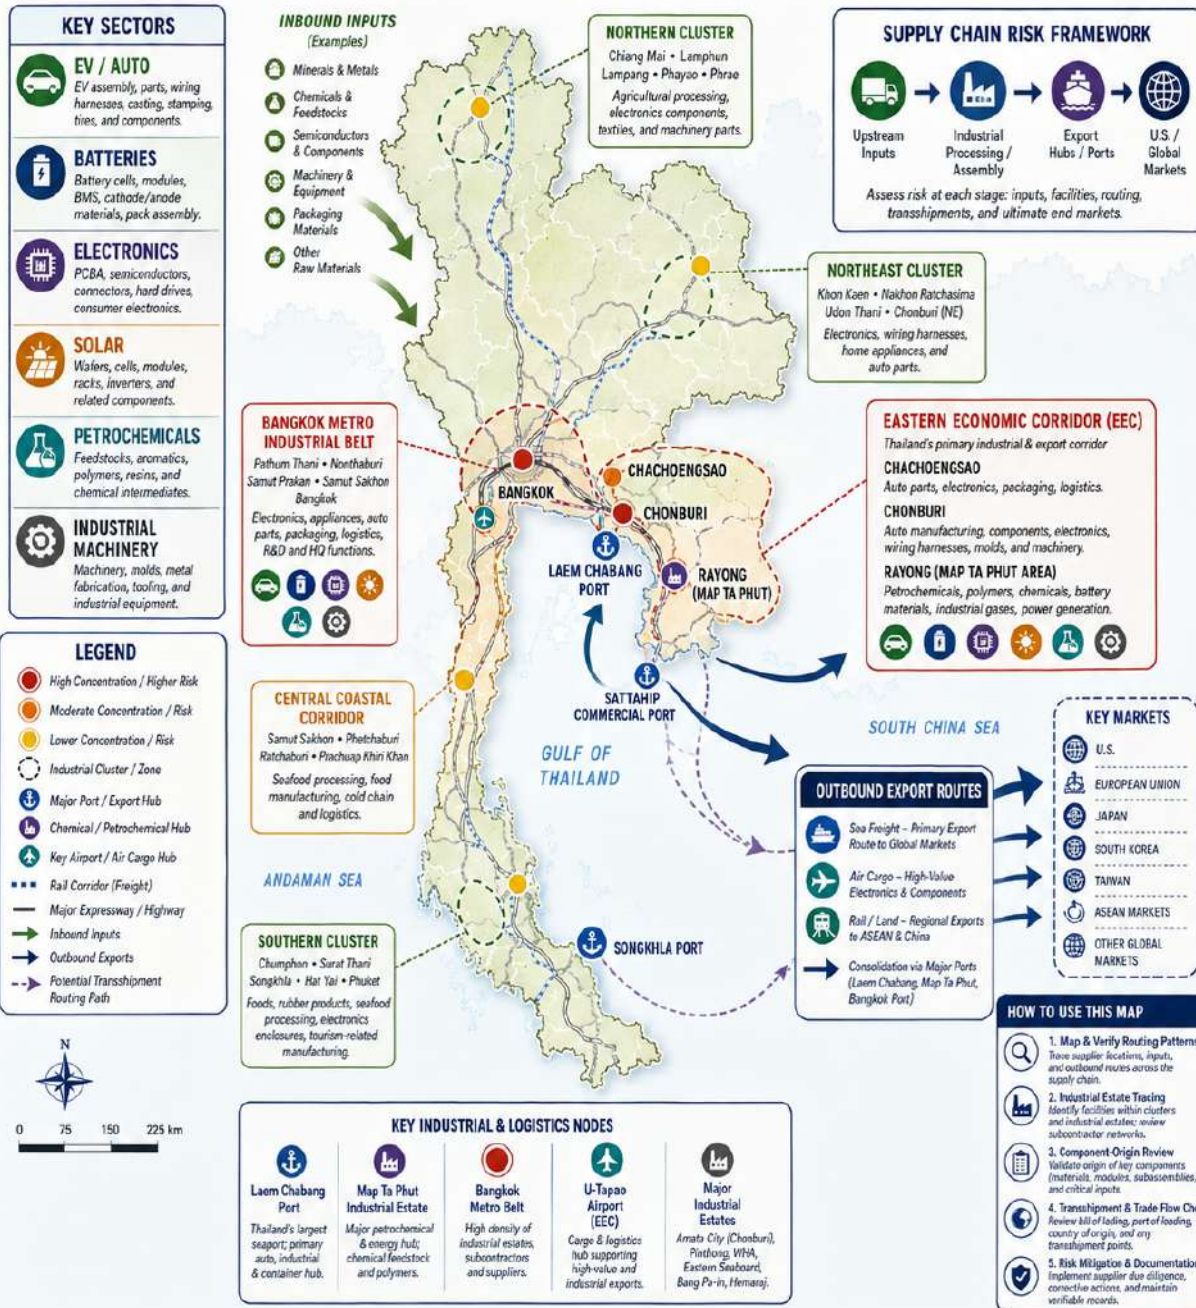 KEY SECTORS
EV / AUTO
EV assembly, parts, wiring
harnesses, casting, stamping,
tires, and components.
BATTERIES
Battery cells, modules,
BMS, cathode/anode
materials, pack assembly.
ELECTRONICS
PCBA, semiconductors,
connectors, hard drives,
consumer electronics.
SOLAR
Wafers, cells, modules,
racks, inverters, and
related components.
PETROCHEMICALS
Feedstocks, aromatics,
polymers, resins, and
chemical intermediates.
INDUSTRIAL
MACHINERY
Machinery, molds, metal
fabrication, tooling, and
industrial equipment.
LEGEND
High Concentration / Higher Risk
Moderate Concentration / Risk
Lower Concentration / Risk
Industrial Cluster / Zone
Major Port / Export Hub
Chemical / Petrochemical Hub
Key Airport / Air Cargo Hub
Rail Corridor (Freight)
Major Expressway / Highway
Inbound Inputs
Outbound Exports
Potential Transshipment
Routing Path
N
0 75 150 225 km
INBOUND INPUTS
(Examples)
Minerals & Metals
Chemicals &
Feedstocks
Semiconductors
& Components
Machinery &
Equipment
Packaging
Materials
Other
Raw Materials
NORTHERN CLUSTER
Chiang Mai • Lamphun
Lampang • Phayao • Phrae
Agricultural processing,
electronics components,
textiles, and machinery parts.
SUPPLY CHAIN RISK FRAMEWORK
Upstream
Inputs
Industrial
Processing /
Assembly
Export
Hubs / Ports
U.S. /
Global
Markets
Assess risk at each stage: inputs, facilities, routing,
transshipments, and ultimate end markets.
NORTHEAST CLUSTER
Khon Kaen • Nakhon Ratchasima
Udon Thani • Chonburi (NE)
Electronics, wiring harnesses,
home appliances, and
auto parts.
BANGKOK METRO
INDUSTRIAL BELT
Pathum Thani • Nonthaburi
Samut Prakan • Samut Sakhon
Bangkok
Electronics, appliances, auto
parts, packaging, logistics,
R&D and HQ functions.
BANGKOK
CHACHOENGSAO
CHONBURI
LAEM CHABANG
PORT
RAYONG
(MAP TA PHUT)
SATTAHIP
COMMERCIAL PORT
EASTERN ECONOMIC CORRIDOR (EEC)
Thailand's primary industrial & export corridor
CHACHOENGSAO
Auto parts, electronics, packaging, logistics.
CHONBURI
Auto manufacturing, components, electronics,
wiring harnesses, molds, and machinery.
RAYONG (MAP TA PHUT AREA)
Petrochemicals, polymers, chemicals, battery
materials, industrial gases, power generation.
CENTRAL COASTAL
CORRIDOR
Samut Sakhon • Phetchaburi
Ratchaburi • Prachuap Khiri Khan
Seafood processing, food
manufacturing, cold chain
and logistics.
GULF OF
THAILAND
SOUTH CHINA SEA
ANDAMAN SEA
SOUTHERN CLUSTER
Chumphon • Surat Thani
Songkhla • Hat Yai • Phuket
Foods, rubber products, seafood
processing, electronics
enclosures, tourism-related
manufacturing.
SONGKHLA PORT
OUTBOUND EXPORT ROUTES
Sea Freight – Primary Export
Route to Global Markets
Air Cargo – High-Value
Electronics & Components
Rail / Land – Regional Exports
to ASEAN & China
Consolidation via Major Ports
(Laem Chabang, Map Ta Phut,
Bangkok Port)
KEY MARKETS
U.S.
EUROPEAN UNION
JAPAN
SOUTH KOREA
TAIWAN
ASEAN MARKETS
OTHER GLOBAL
MARKETS
HOW TO USE THIS MAP
1. Map & Verify Routing Patterns
Trace supplier locations, inputs,
and outbound routes across the
supply chain.
2. Industrial Estate Tracing
Identify facilities within clusters
and industrial estates; review
subcontractor networks.
3. Component-Origin Review
Validate origin of key components
(materials, modules, subassemblies)
and critical inputs.
4. Transshipment & Trade Flow Che
Review bill of lading, port of loading,
country of origin, and any
transhipment points.
5. Risk Mitigation & Documentation
Implement supplier due diligence,
corrective actions, and maintain
verifiable records.
KEY INDUSTRIAL & LOGISTICS NODES
Laem Chabang
Port
Thailand's largest
seaport; primary
auto, industrial
& container hub.
Map Ta Phut
Industrial Estate
Major petrochemical
& energy hub;
chemical feedstock
and polymers.
Bangkok
Metro Belt
High density of
industrial estates,
subcontractors
and suppliers.
U-Tapao
Airport
(EEC)
Cargo & logistics
hub supporting
high-value and
industrial exports.
Major
Industrial
Estates
Amata City (Chonburi),
Pinthong, WHA,
Eastern Seaboard,
Bang Pa-in, Hemaraj.